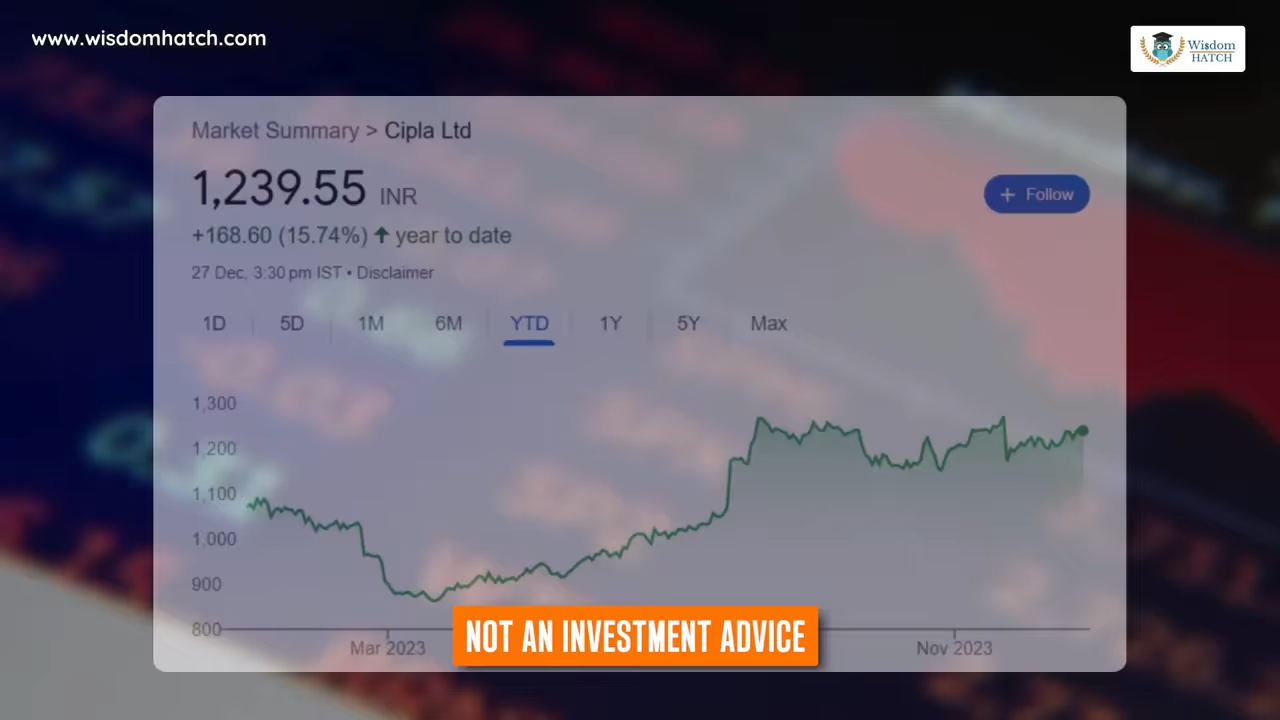 www.wisdomhatch.com
Wisdom
HATCH
Market Summary > Cipla Ltd
1,239.55 INR
+ Follow
+168.60 (15.74%) ↑ year to date
27 Dec, 3:30 pm IST • Disclaimer
1D 5D 1M 6M YTD 1Y 5Y Max
1,300
1,200
1,100
1,000
900
800
Mar 2023 Nov 2023
NOT AN INVESTMENT ADVICE